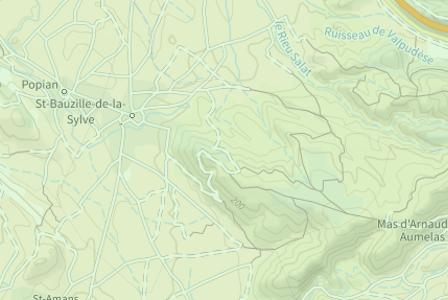 le Rieu Salat
Ruisseau de Valpudèse
Popian
St-Bauzille-de-la-
Sylve
200
Mas d'Arnaud
Aumelas
St-Amans